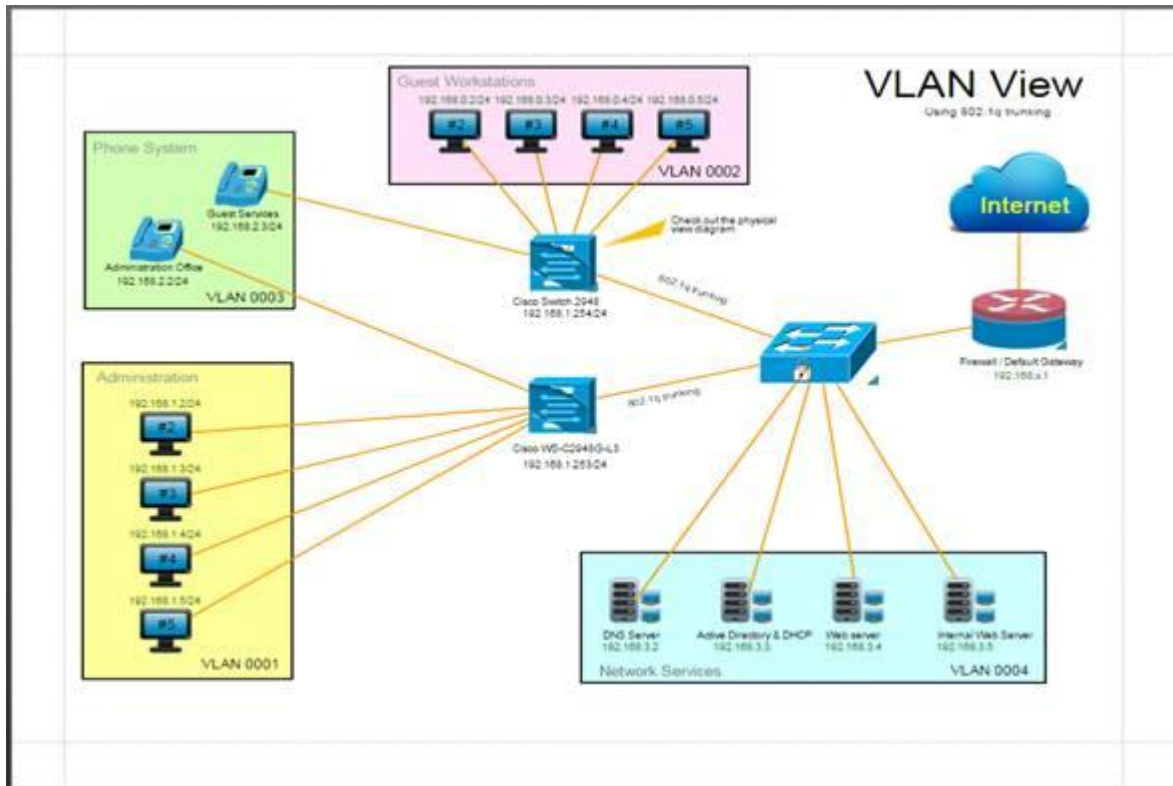 VLAN View
Using 802.1q trunking
Guest Workstations
192.168.0.2/24 192.168.0.3/24 192.168.0.4/24 192.168.0.5/24
#2 #3 #4 #5
VLAN 0002
Phone System
Guest Services
192.168.2.3/24
Administration Office
192.168.2.2/24
VLAN 0003
Check out the physical
view diagram
Internet
Cisco Switch 2948
192.168.1.254/24
802.1q trunking
Firewall / Default Gateway
192.168.x.1
Administration
192.168.1.2/24
#2
192.168.1.3/24
#3
192.168.1.4/24
#4
192.168.1.5/24
#5
VLAN 0001
802.1q trunking
Cisco WS-C2948G-L3
192.168.1.253/24
DNS Server
192.168.3.2
Active Directory & DHCP
192.168.3.3
Web server
192.168.3.4
Internal Web Server
192.168.3.5
Network Services
VLAN 0004